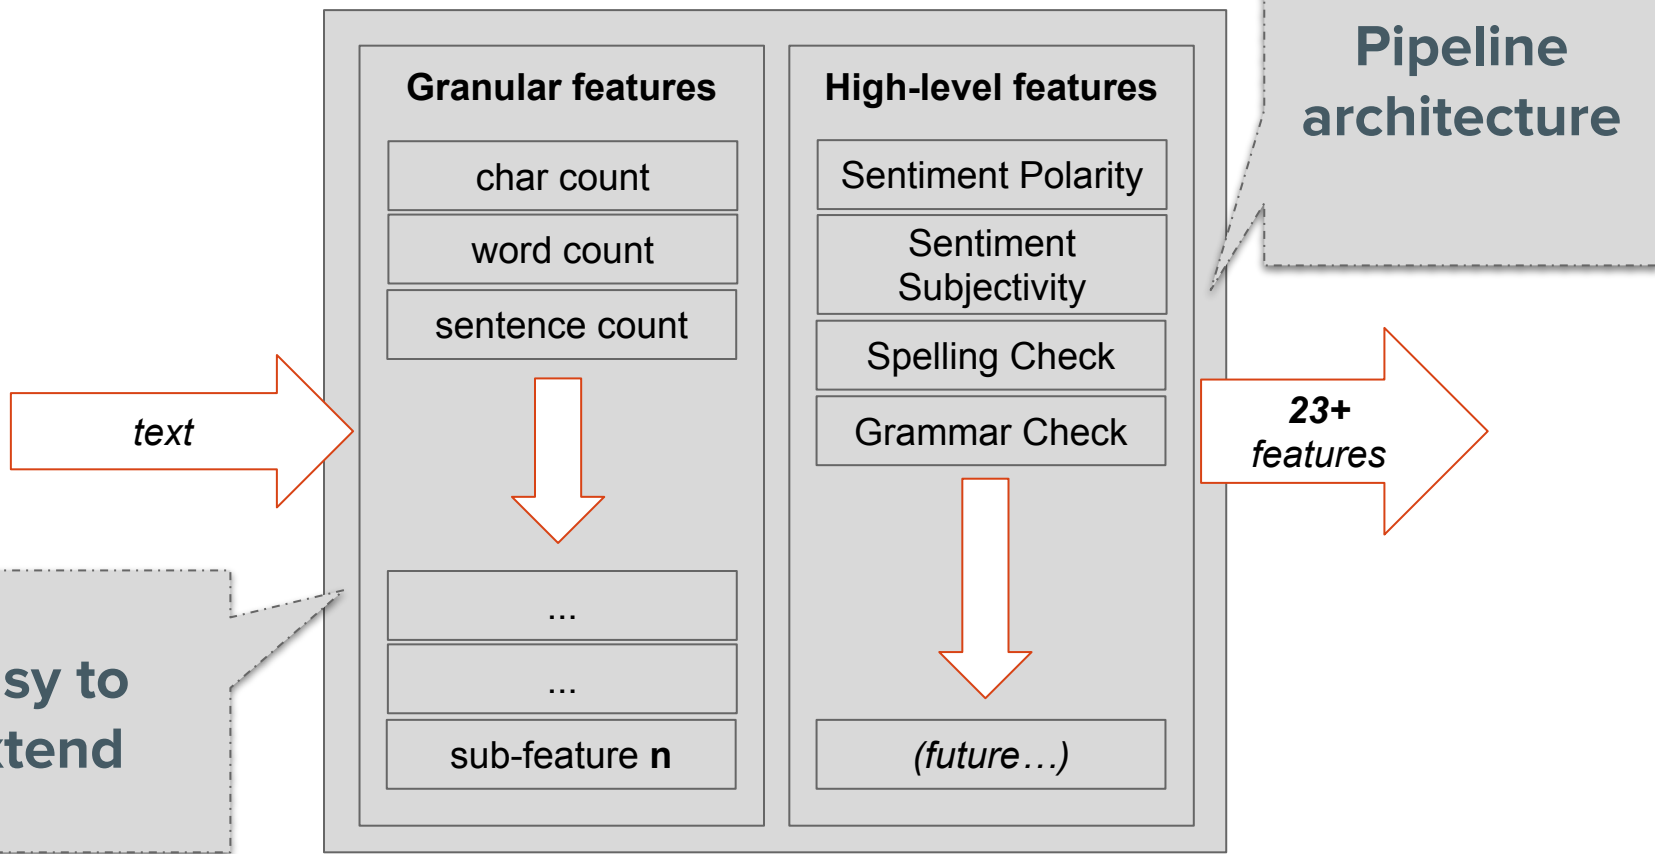 Pipeline
architecture
Granular features
char count
word count
sentence count
...
...
sub-feature n
High-level features
Sentiment Polarity
Sentiment
Subjectivity
Spelling Check
Grammar Check
(future…)
text
23+
features
sy to
tend